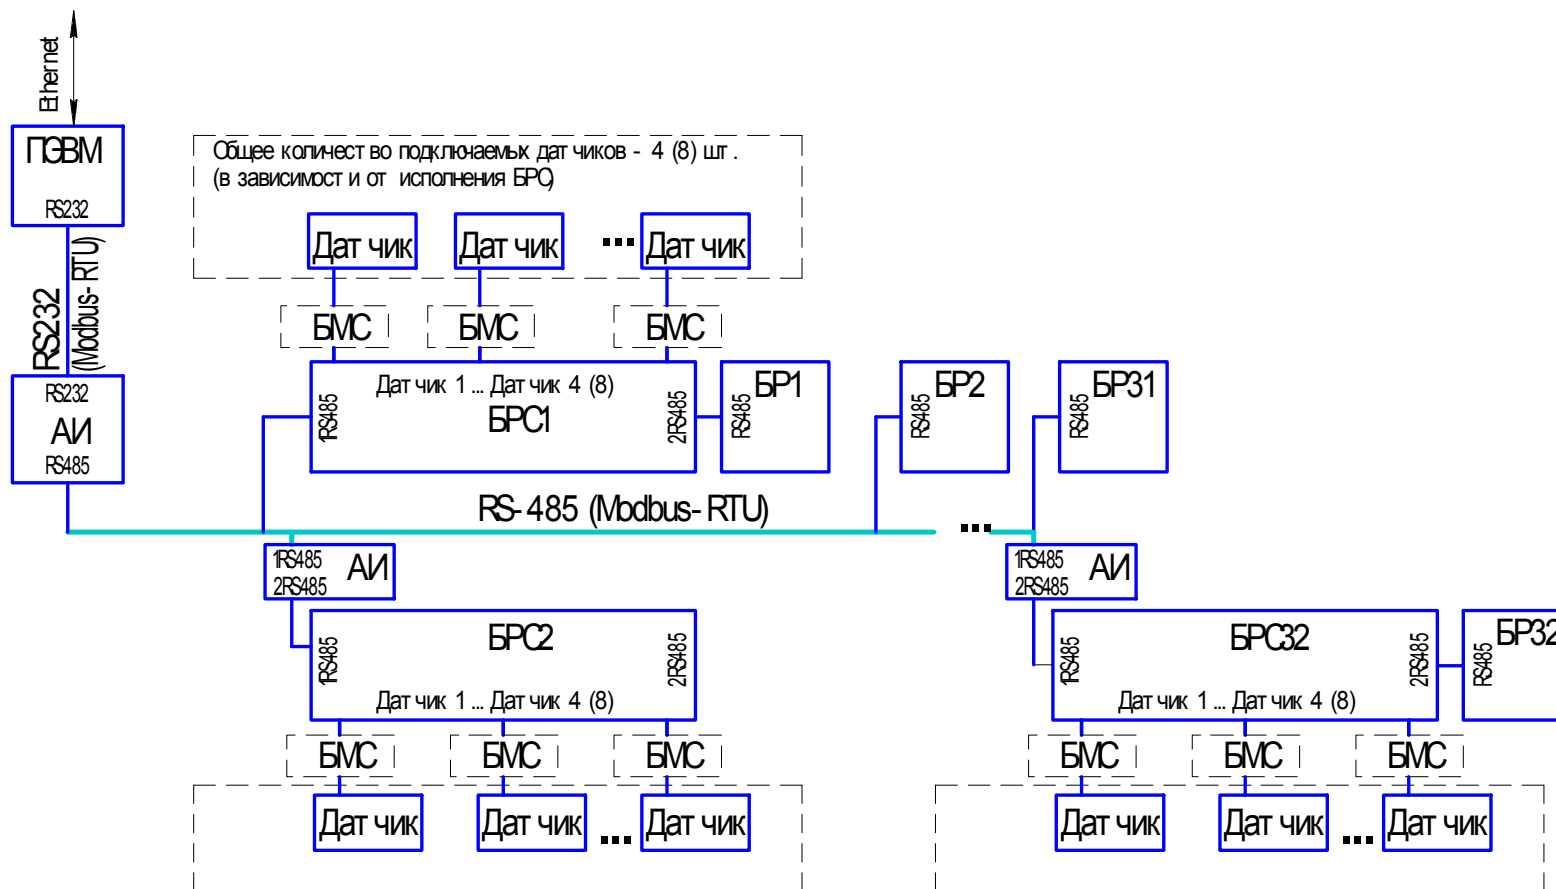 Ethernet
ПЭВМ
RS232
RS232
(Modbus-RTU)
RS232
АИ
RS485
Общее количество подключаемых датчиков - 4 (8) шт.
(в зависимости от исполнения БРС)
Датчик
Датчик
...
Датчик
БМС
БМС
БМС
Датчик 1 ... Датчик 4 (8)
БРС1
1RS485
2RS485
БР1
RS485
БР2
RS485
БР31
RS485
RS-485 (Modbus-RTU)
...
1RS485
2RS485
АИ
1RS485
2RS485
АИ
БРС2
1RS485
2RS485
Датчик 1 ... Датчик 4 (8)
БРС32
1RS485
2RS485
Датчик 1 ... Датчик 4 (8)
БР32
RS485
БМС
БМС
БМС
БМС
БМС
БМС
Датчик
Датчик
...
Датчик
Датчик
Датчик
...
Датчик